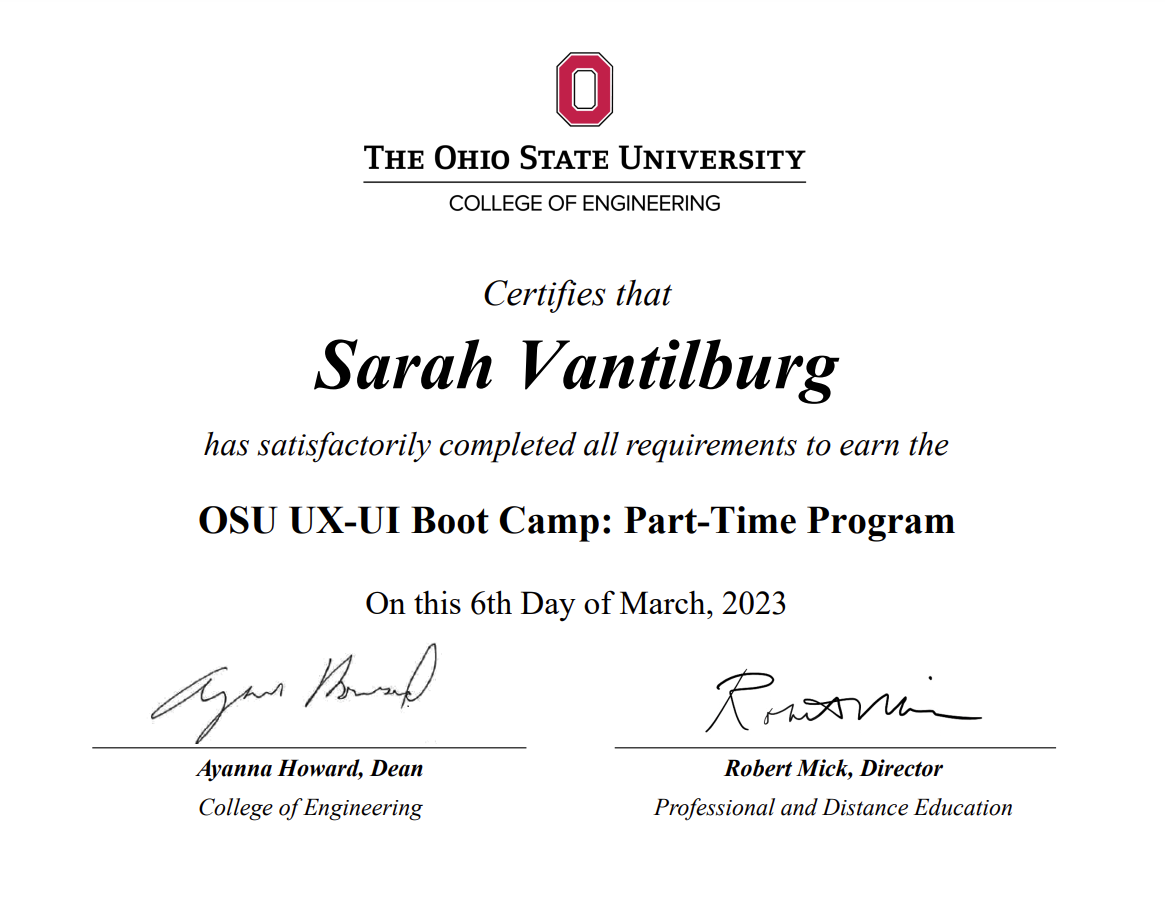 O
THE OHIO STATE UNIVERSITY
COLLEGE OF ENGINEERING
Certifies that
Sarah Vantilburg
has satisfactorily completed all requirements to earn the
OSU UX-UI Boot Camp: Part-Time Program
On this 6th Day of March, 2023
Ayanna Howard
Robert Mick
Ayanna Howard, Dean
Robert Mick, Director
College of Engineering
Professional and Distance Education